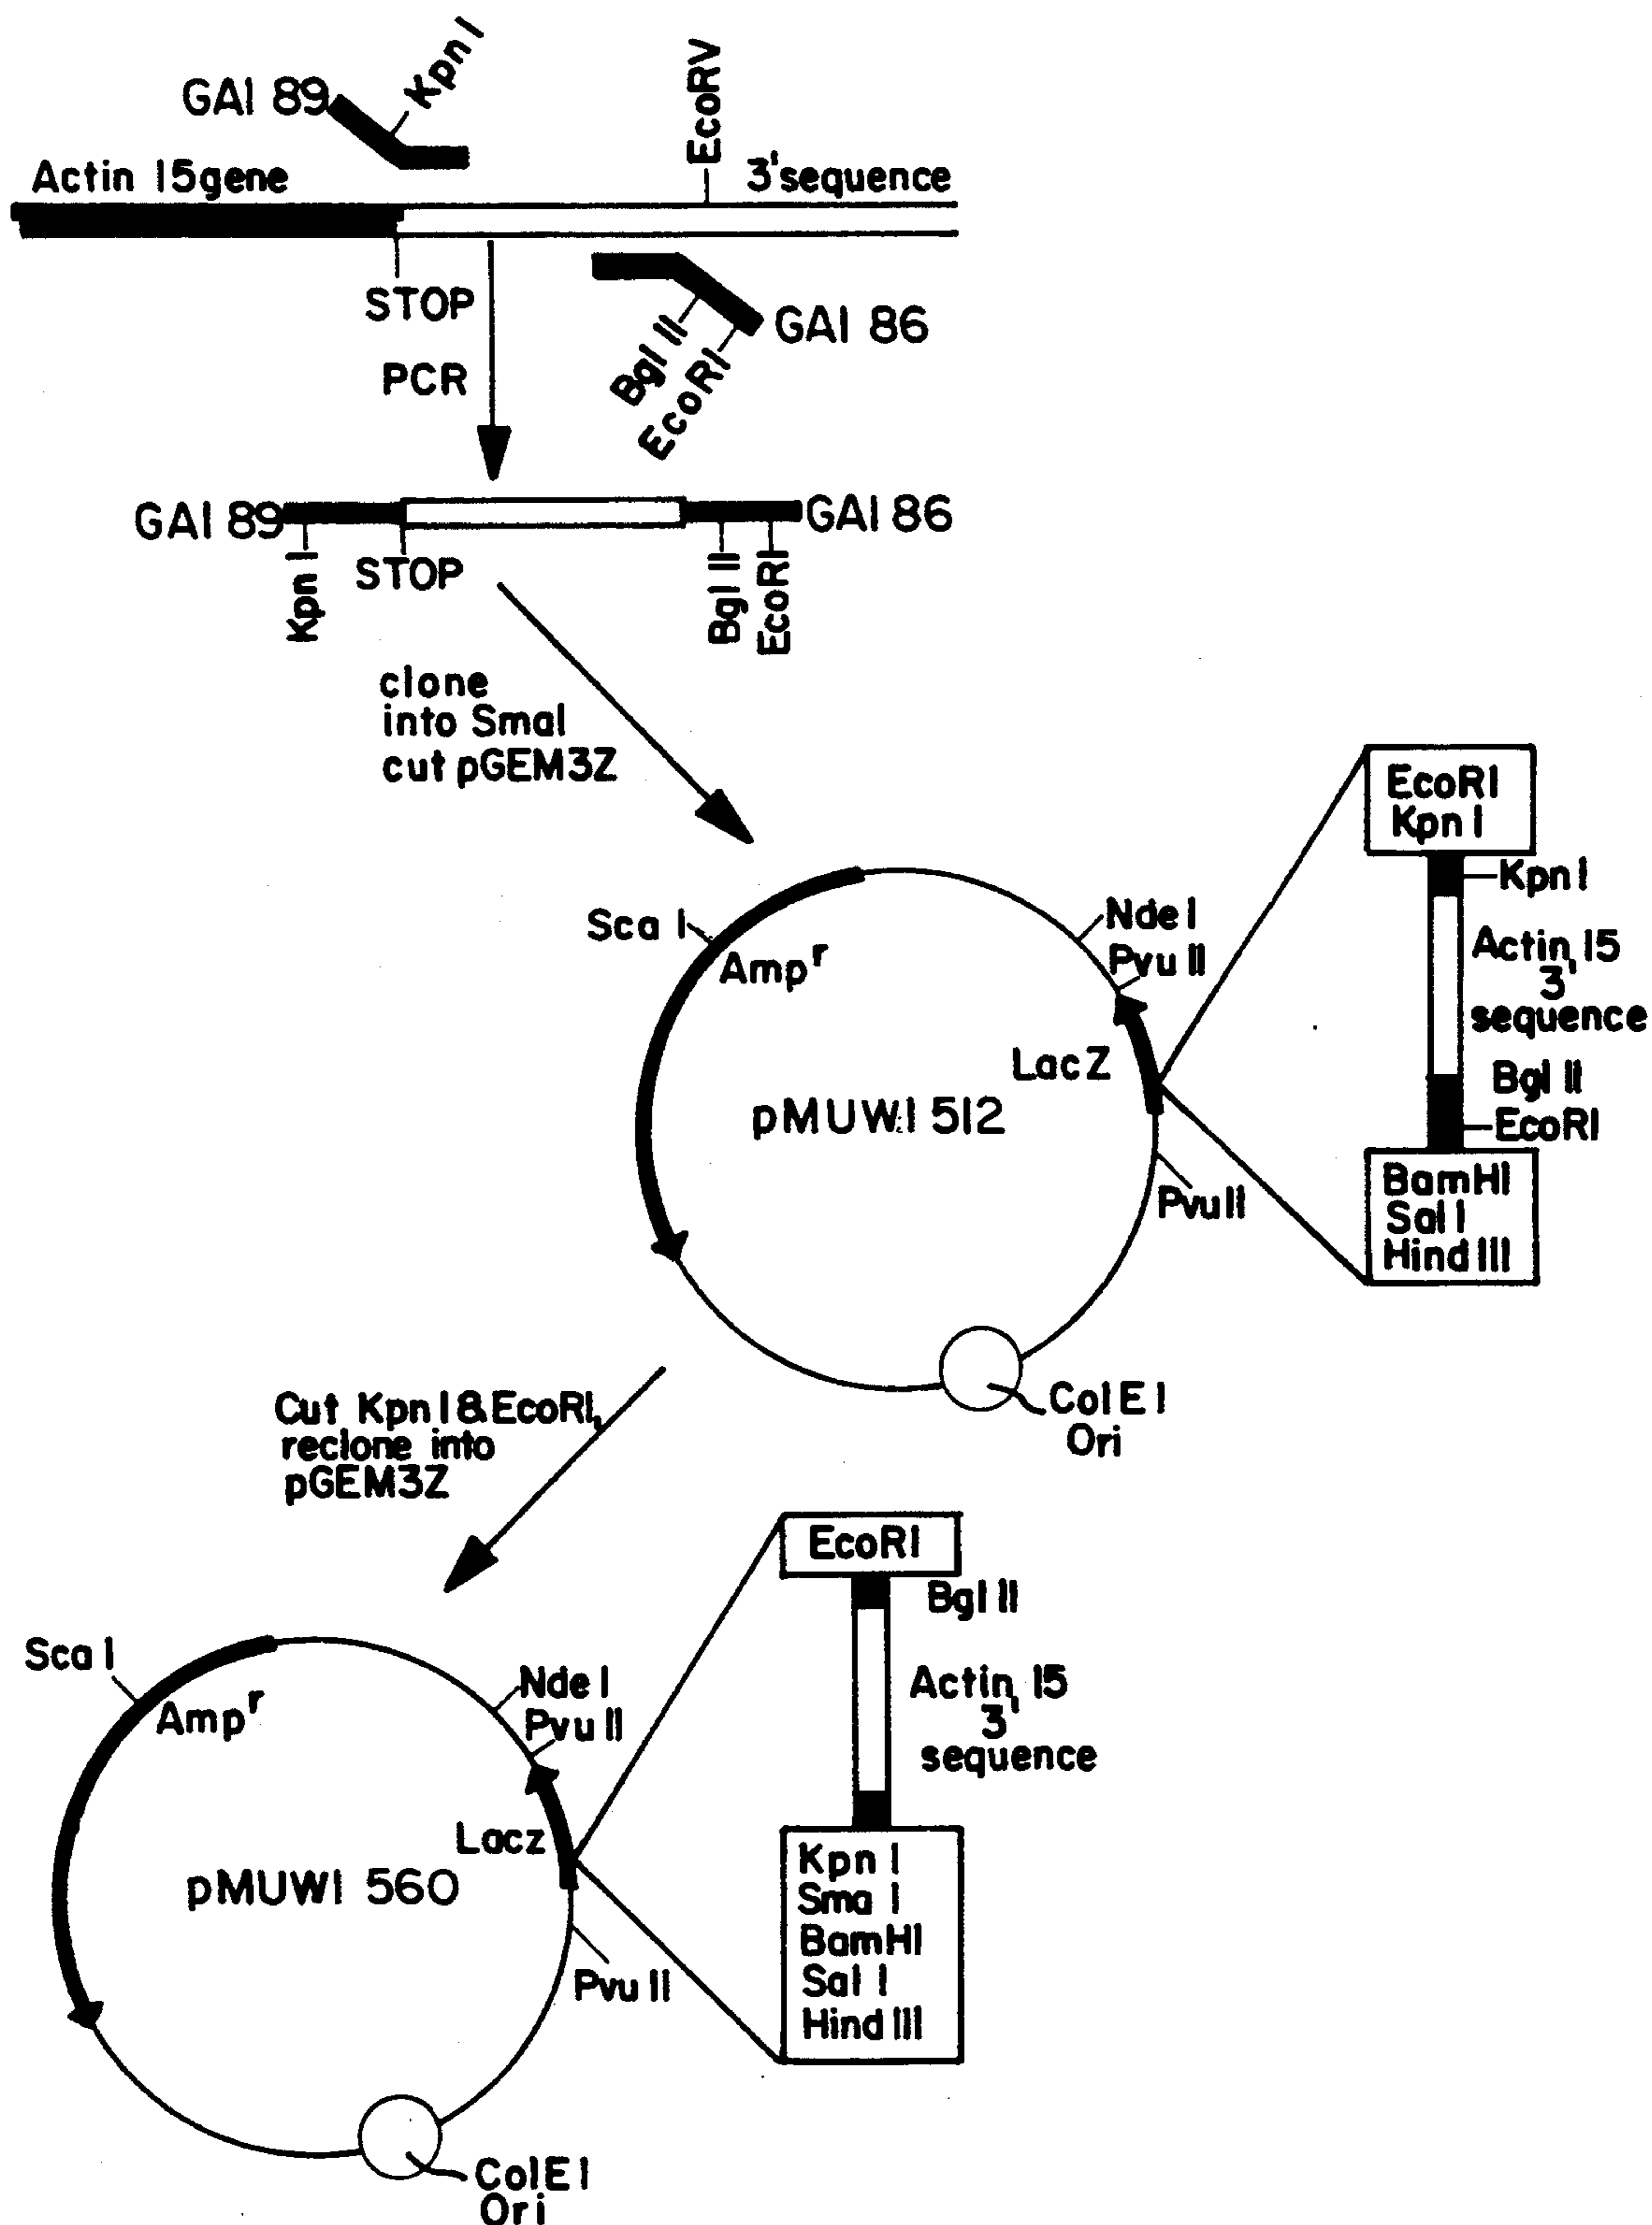 GAI 89
Kpn I
EcoRV
Actin 15gene
3'sequence
STOP
PCR
Bgl II
EcoRI
GAI 86
GAI 89
GAI 86
Kpn I
STOP
Bgl II
EcoRI
clone
into SmaI
cut pGEM3Z
EcoRI
Kpn I
Kpn I
Actin 15
3'
sequence
Bgl II
EcoRI
BamHI
Sal I
Hind III
Sca I
Amp r
Nde I
Pvu II
LacZ
pMUWI 512
Pvu II
Col E I
Ori
Cut Kpn I & EcoRI,
reclone into
pGEM3Z
EcoRI
Bgl II
Actin 15
3'
sequence
Kpn I
Sma I
BamHI
Sal I
Hind III
Sca I
Amp r
Nde I
Pvu II
Lacz
pMUWI 560
Pvu II
ColE I
Ori